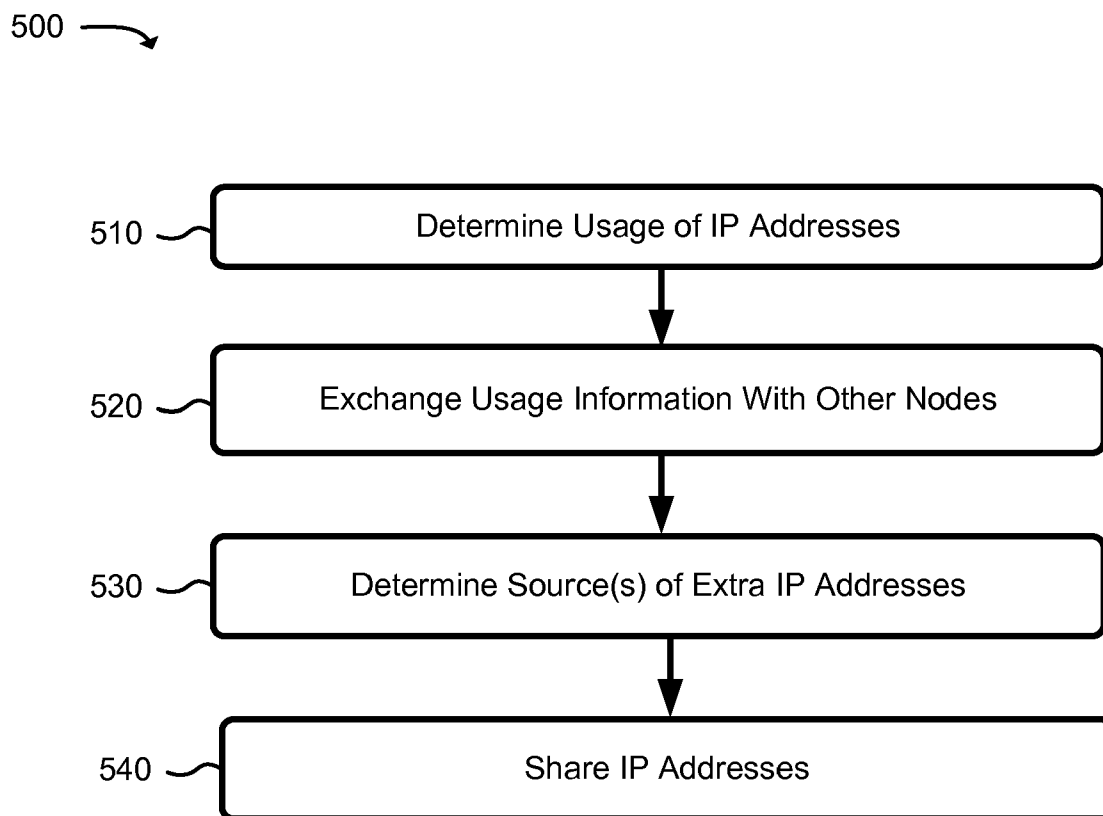 500
510
Determine Usage of IP Addresses
520
Exchange Usage Information With Other Nodes
530
Determine Source(s) of Extra IP Addresses
540
Share IP Addresses